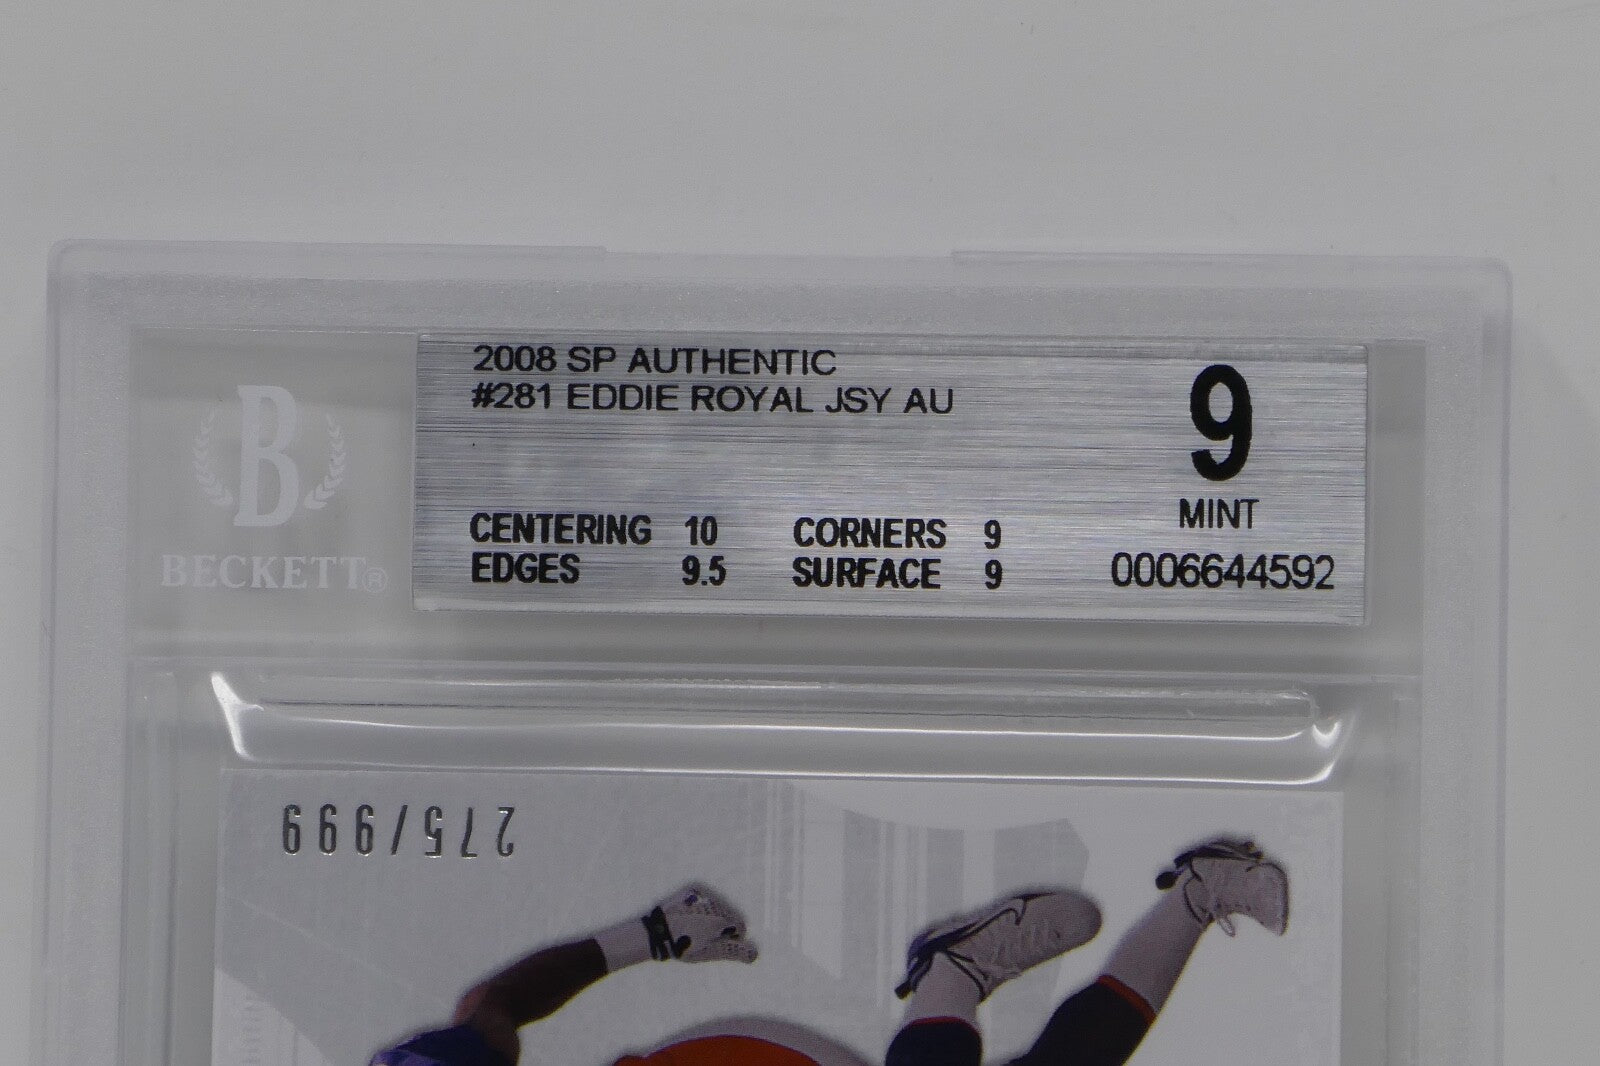 2008 SP AUTHENTIC
#281 EDDIE ROYAL JSY AU
9
MINT
CENTERING 10 CORNERS 9
EDGES 9.5 SURFACE 9
0006644592
B
BECKETT®
275/999